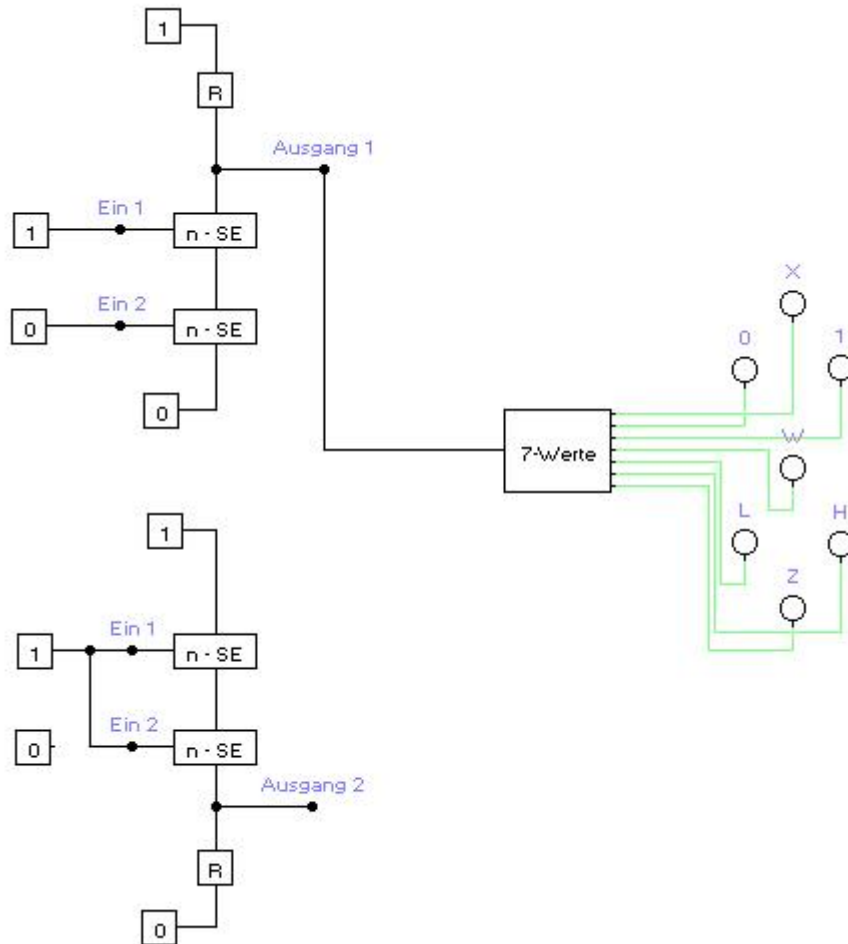 1
R
Ausgang 1
Ein 1
1
n - SE
Ein 2
0
n - SE
0
X
0
1
7-Werte
W
L
H
Z
1
Ein 1
1
n - SE
Ein 2
0
n - SE
Ausgang 2
R
0